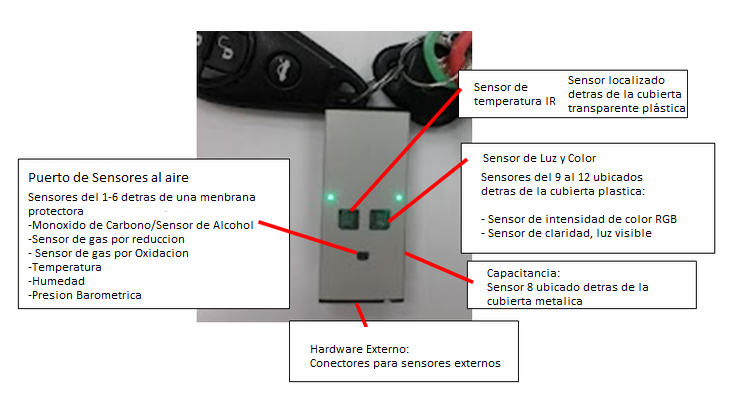 Sensor de
temperatura IR
Sensor localizado
detras de la cubierta
transparente plástica
Puerto de Sensores al aire
Sensores del 1-6 detras de una menbrana
protectora
-Monoxido de Carbono/Sensor de Alcohol
-Sensor de gas por reduccion
- Sensor de gas por Oxidacion
-Temperatura
-Humedad
-Presion Barometrica
Sensor de Luz y Color
Sensores del 9 al 12 ubicados
detras de la cubierta plastica:
- Sensor de intensidad de color RGB
- Sensor de claridad, luz visible
Capacitancia:
Sensor 8 ubicado detras de la
cubierta metalica
Hardware Externo:
Conectores para sensores externos